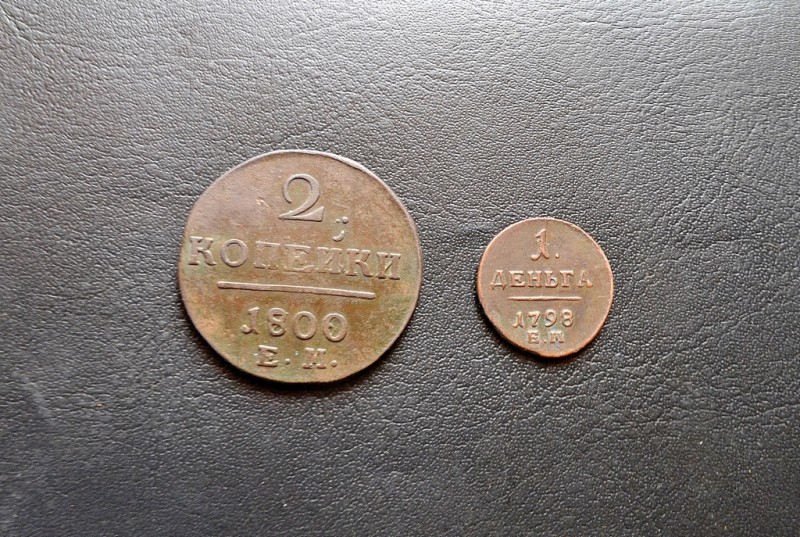 2
КОПЕЙКИ
1800
Е. М.
1.
ДЕНЬГА
1798
Е.М